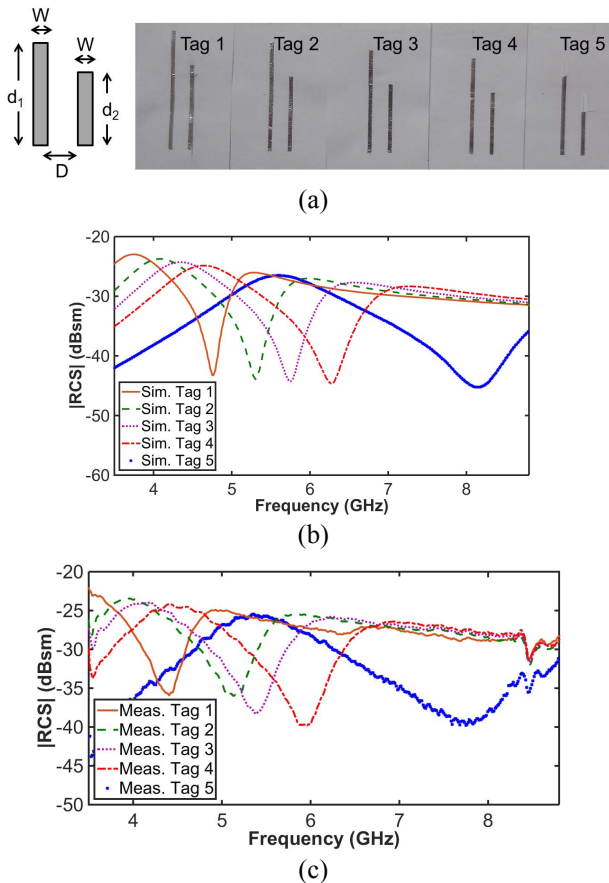 W
W
d1
d2
D
Tag 1
Tag 2
Tag 3
Tag 4
Tag 5
(a)
-20
-30
-40
-50
-60
|RCS| (dBsm)
Sim. Tag 1
Sim. Tag 2
Sim. Tag 3
Sim. Tag 4
Sim. Tag 5
4 5 6 7 8
Frequency (GHz)
(b)
-20
-25
-30
-35
-40
-45
-50
|RCS| (dBsm)
Meas. Tag 1
Meas. Tag 2
Meas. Tag 3
Meas. Tag 4
Meas. Tag 5
4 5 6 7 8
Frequency (GHz)
(c)